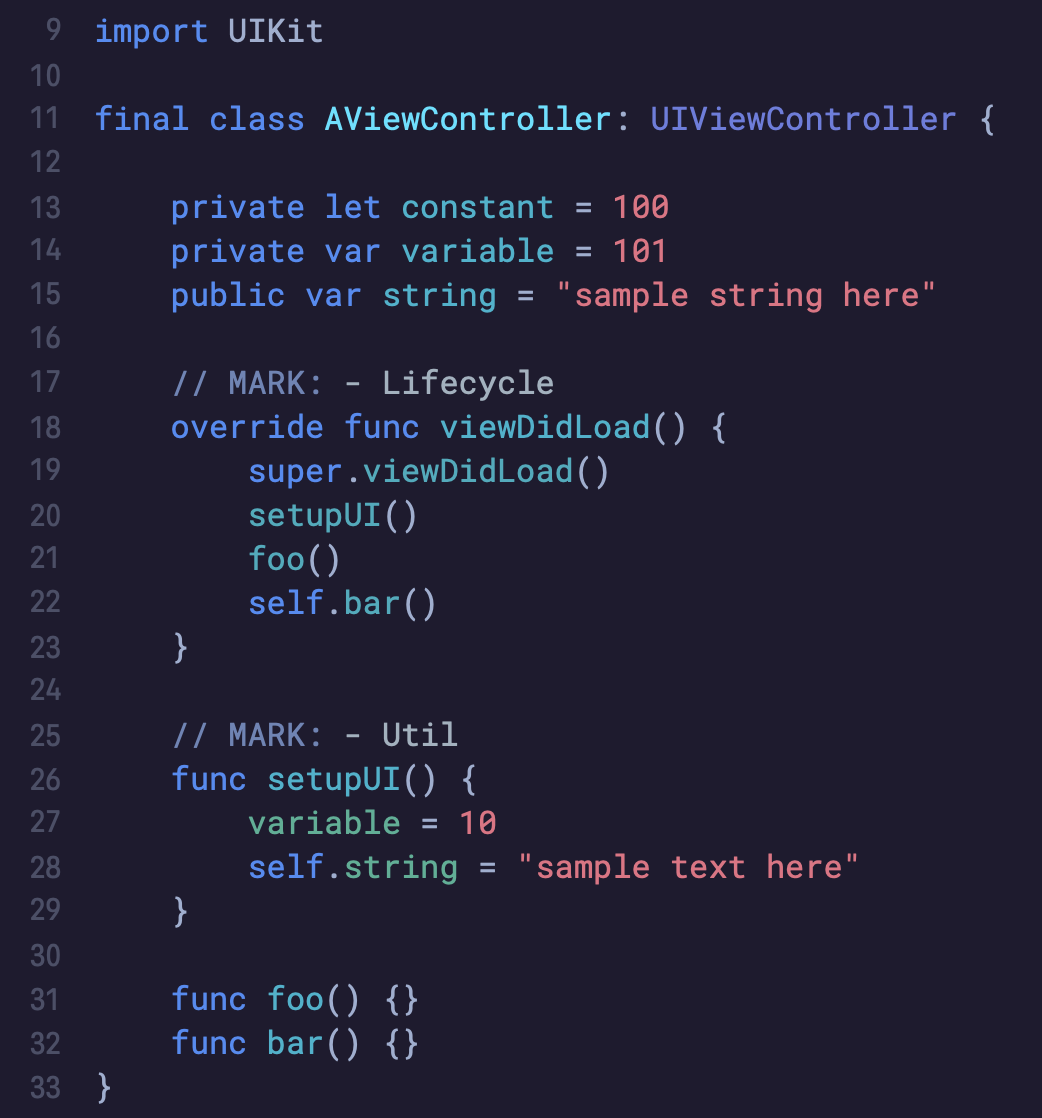 9 import UIKit
10
11 final class AViewController: UIViewController {
12
13     private let constant = 100
14     private var variable = 101
15     public var string = "sample string here"
16
17     // MARK: - Lifecycle
18     override func viewDidLoad() {
19         super.viewDidLoad()
20         setupUI()
21         foo()
22         self.bar()
23     }
24
25     // MARK: - Util
26     func setupUI() {
27         variable = 10
28         self.string = "sample text here"
29     }
30
31     func foo() {}
32     func bar() {}
33 }